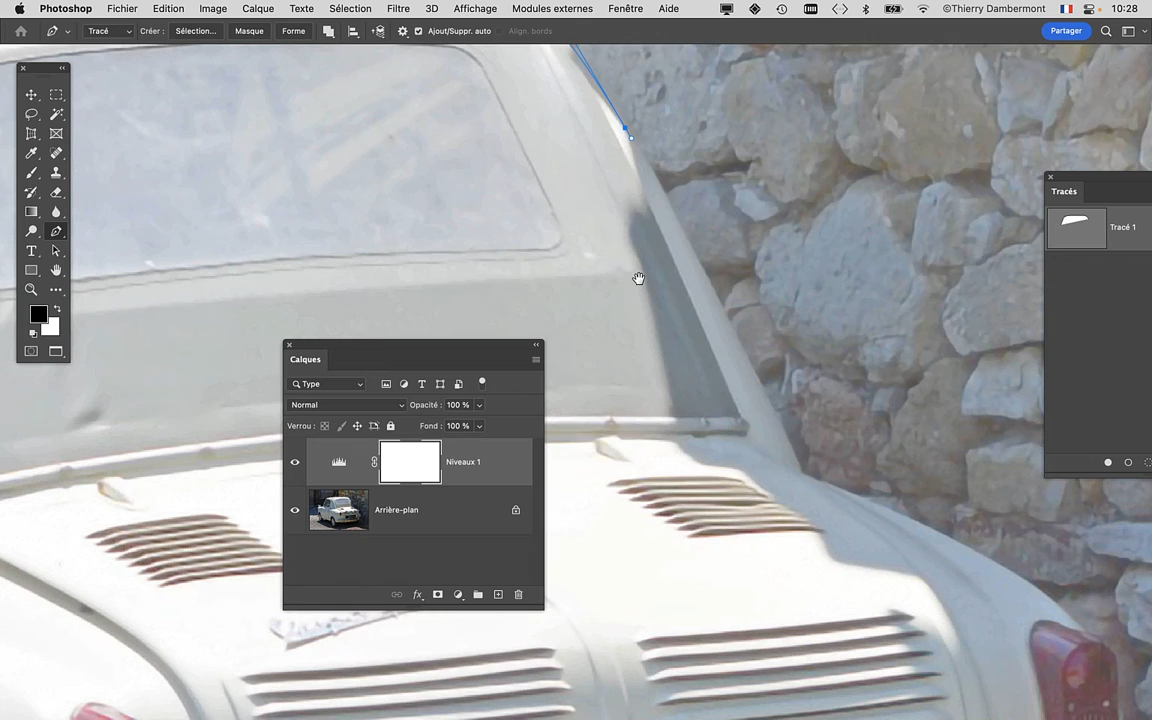 Photoshop Fichier Edition Image Calque Texte Sélection Filtre 3D Affichage Modules externes Fenêtre Aide ©Thierry Dambermont 10:28
Tracé Créer : Sélection... Masque Forme Ajout/Suppr. auto Align. bords Partager
Tracés
Tracé 1
Calques
Type
Normal Opacité : 100 %
Verrou : Fond : 100 %
Niveaux 1
Arrière-plan
fx